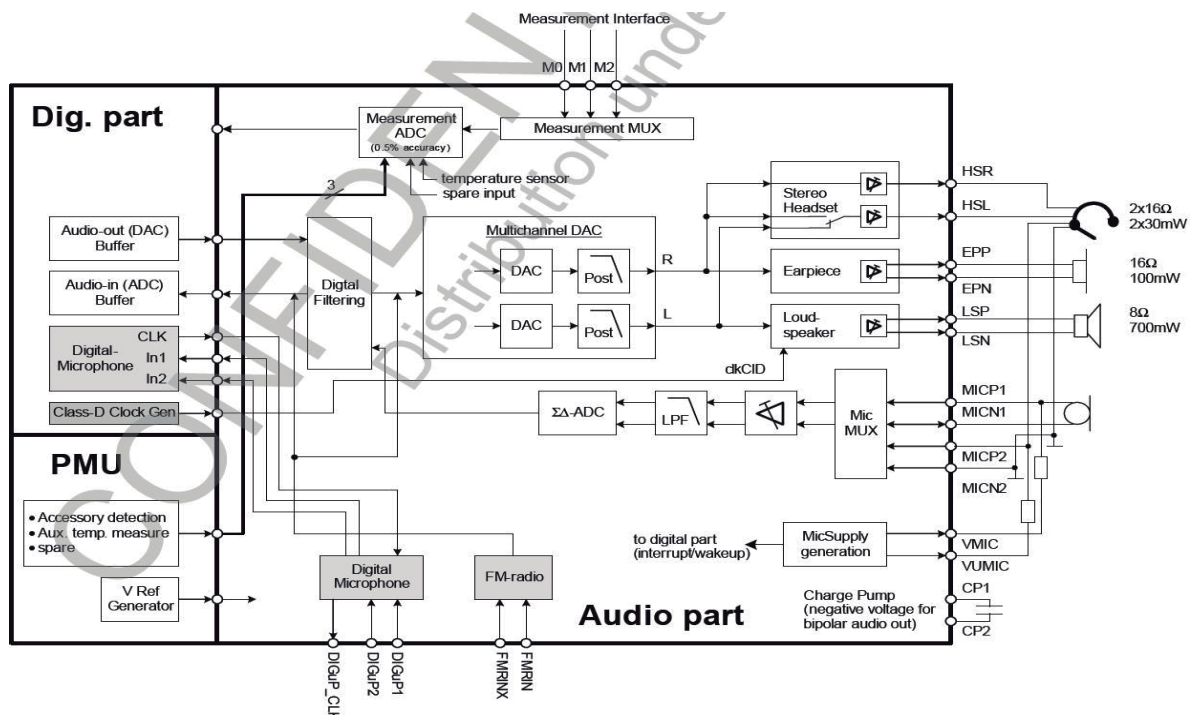 Measurement Interface
M0 M1 M2
Dig. part
Measurement
ADC
(0.5% accuracy)
Measurement MUX
3
temperature sensor
spare input
Audio-out (DAC)
Buffer
Audio-in (ADC)
Buffer
CLK
Digital-
Microphone
In1
In2
Class-D Clock Gen
Digtal
Filtering
Multichannel DAC
DAC
Post
R
DAC
Post
L
Stereo
Headset
Earpiece
Loud-
speaker
clkCID
HSR
HSL
2x16Ω
2x30mW
EPP
EPN
16Ω
100mW
LSP
LSN
8Ω
700mW
ΣΔ-ADC
LPF
Mic
MUX
MICP1
MICN1
MICP2
MICN2
PMU
• Accessory detection
• Aux. temp. measure
• spare
V Ref
Generator
Digital
Microphone
FM-radio
to digital part
(interrupt/wakeup)
MicSupply
generation
VMIC
VUMIC
Audio part
Charge Pump
(negative voltage for
bipolar audio out)
CP1
CP2
DIGuP_CLK
DIGuP2
DIGuP1
FMRINX
FMRIN
CONFIDEN
Distribution under